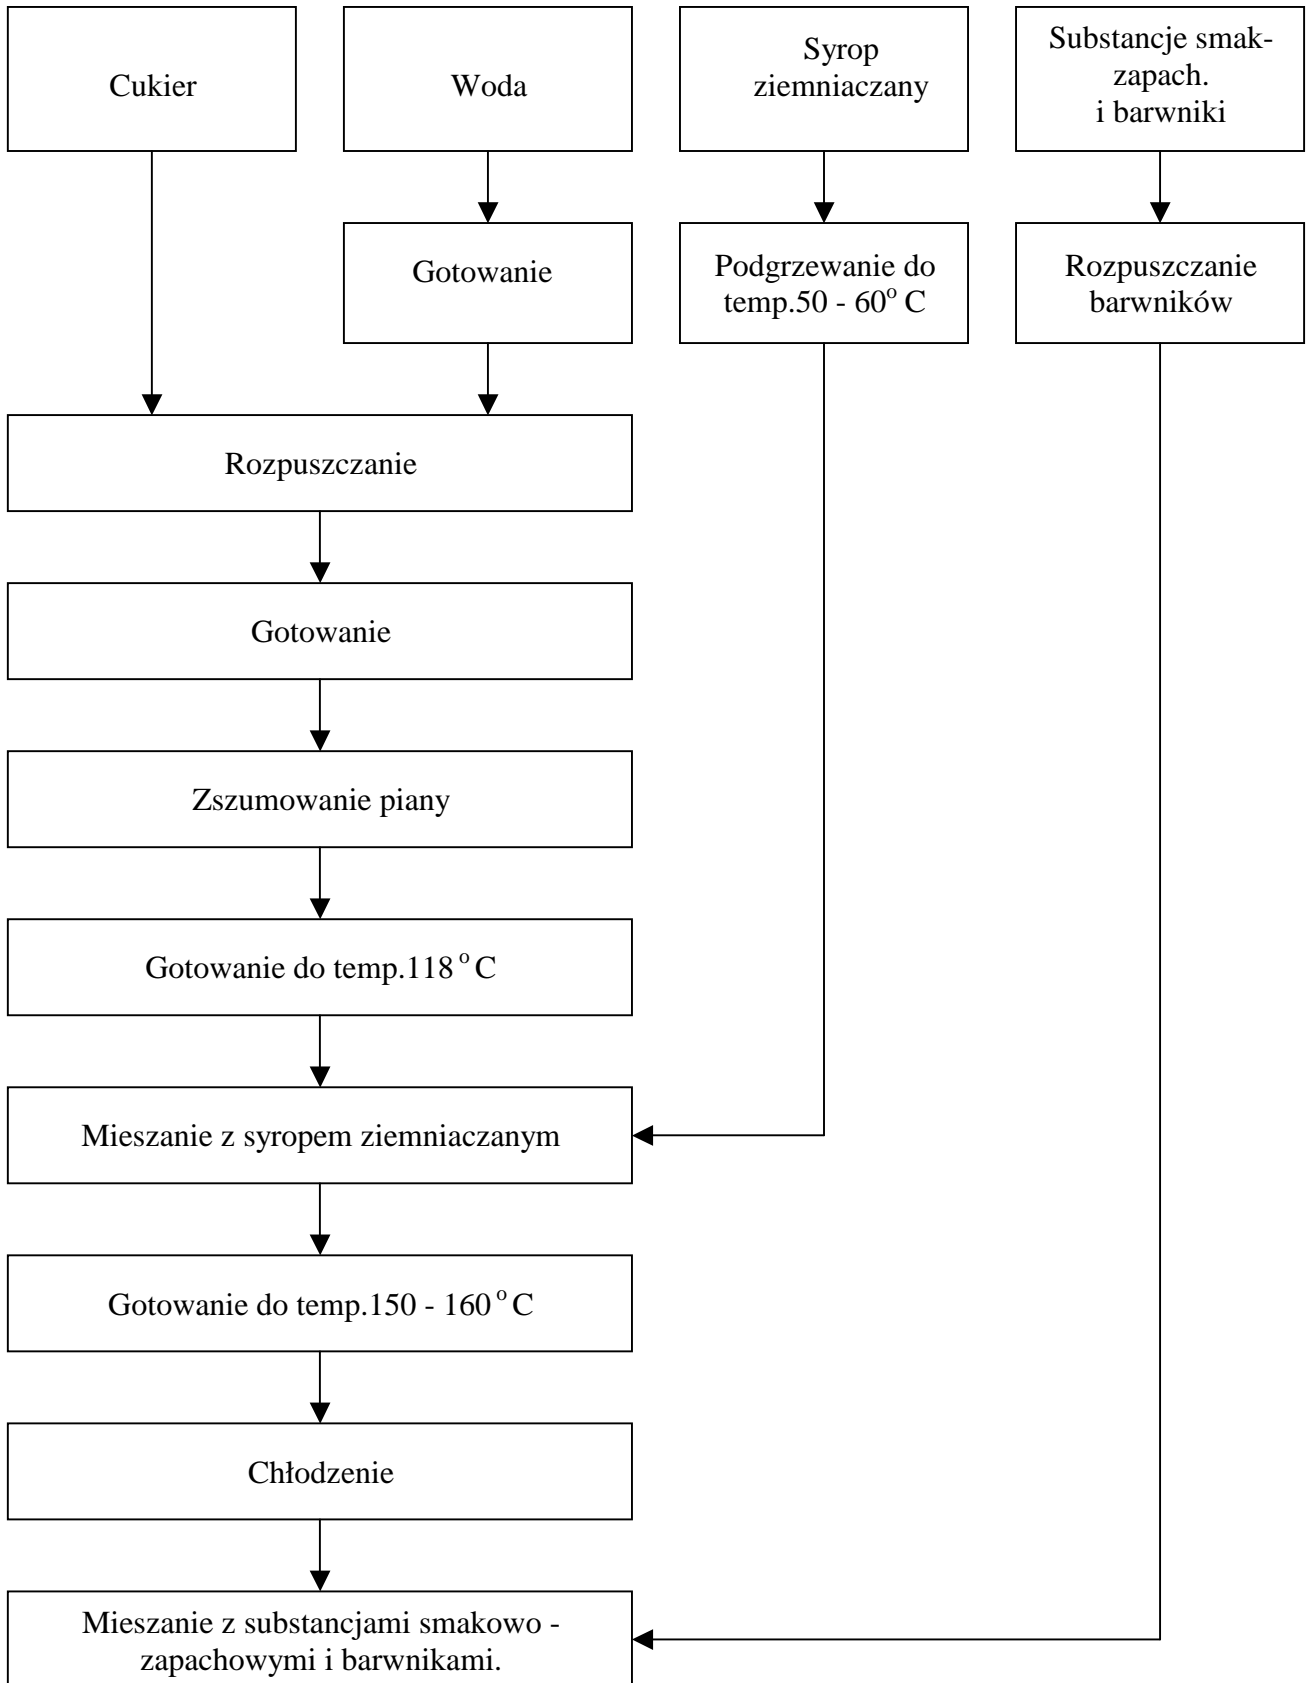 Cukier
Woda
Syrop
ziemniaczany
Substancje smak-
zapach.
i barwniki
Gotowanie
Podgrzewanie do
temp.50 - 60° C
Rozpuszczanie
barwników
Rozpuszczanie
Gotowanie
Zszumowanie piany
Gotowanie do temp.118° C
Mieszanie z syropem ziemniaczanym
Gotowanie do temp.150 - 160° C
Chłodzenie
Mieszanie z substancjami smakowo -
zapachowymi i barwnikami.